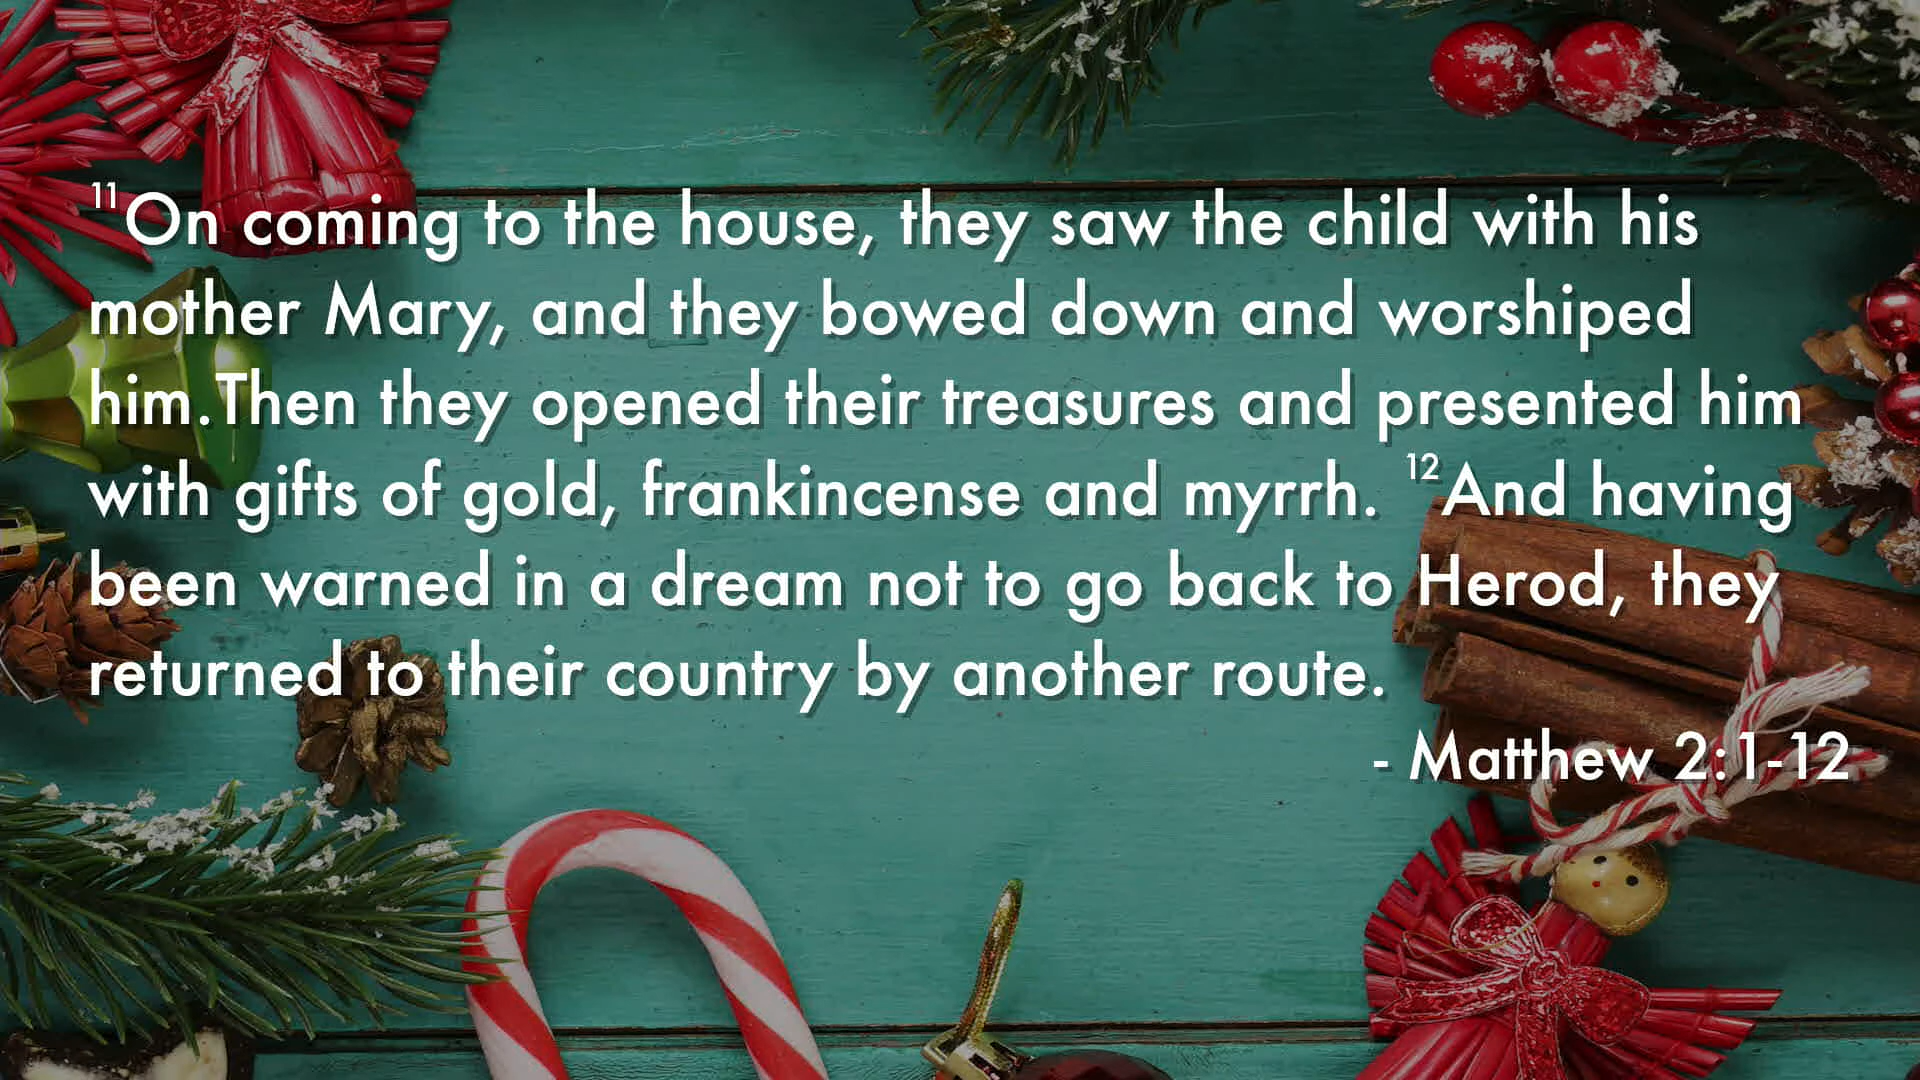 11On coming to the house, they saw the child with his
mother Mary, and they bowed down and worshiped
him.Then they opened their treasures and presented him
with gifts of gold, frankincense and myrrh. 12And having
been warned in a dream not to go back to Herod, they
returned to their country by another route.
- Matthew 2:1-12